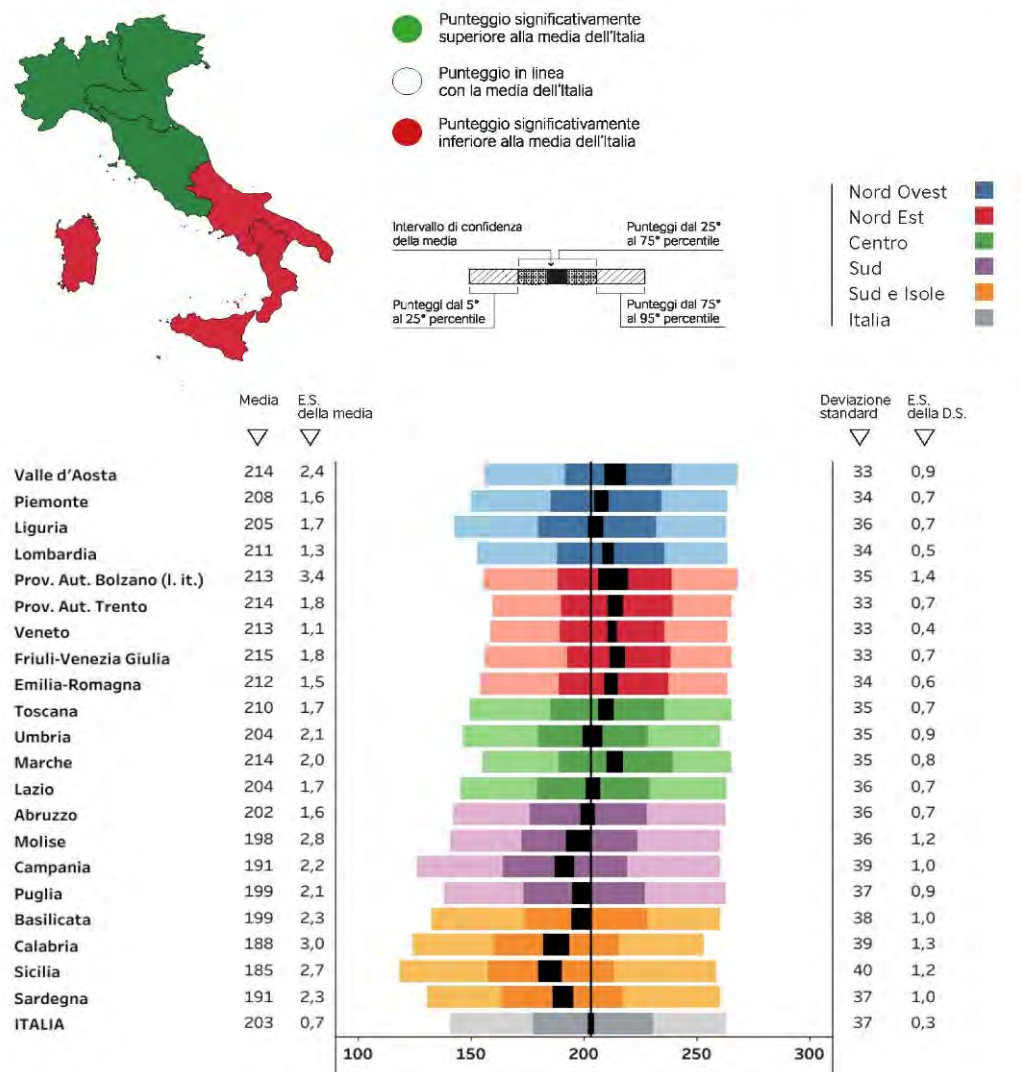 Punteggio significativamente
superiore alla media dell'Italia
Punteggio in linea
con la media dell'Italia
Punteggio significativamente
inferiore alla media dell'Italia
Nord Ovest
Nord Est
Centro
Sud
Sud e Isole
Italia
Intervallo di confidenza
della media
Punteggi dal 25°
al 75° percentile
Punteggi dal 5°
al 25° percentile
Punteggi dal 75°
al 95° percentile
Media E.S. della media Deviazione standard E.S. della D.S.
Valle d'Aosta 214 2,4 33 0,9
Piemonte 208 1,6 34 0,7
Liguria 205 1,7 36 0,7
Lombardia 211 1,3 34 0,5
Prov. Aut. Bolzano (l. it.) 213 3,4 35 1,4
Prov. Aut. Trento 214 1,8 33 0,7
Veneto 213 1,1 33 0,4
Friuli-Venezia Giulia 215 1,8 33 0,7
Emilia-Romagna 212 1,5 34 0,6
Toscana 210 1,7 35 0,7
Umbria 204 2,1 35 0,9
Marche 214 2,0 35 0,8
Lazio 204 1,7 36 0,7
Abruzzo 202 1,6 36 0,7
Molise 198 2,8 36 1,2
Campania 191 2,2 39 1,0
Puglia 199 2,1 37 0,9
Basilicata 199 2,3 38 1,0
Calabria 188 3,0 39 1,3
Sicilia 185 2,7 40 1,2
Sardegna 191 2,3 37 1,0
ITALIA 203 0,7 37 0,3
100 150 200 250 300